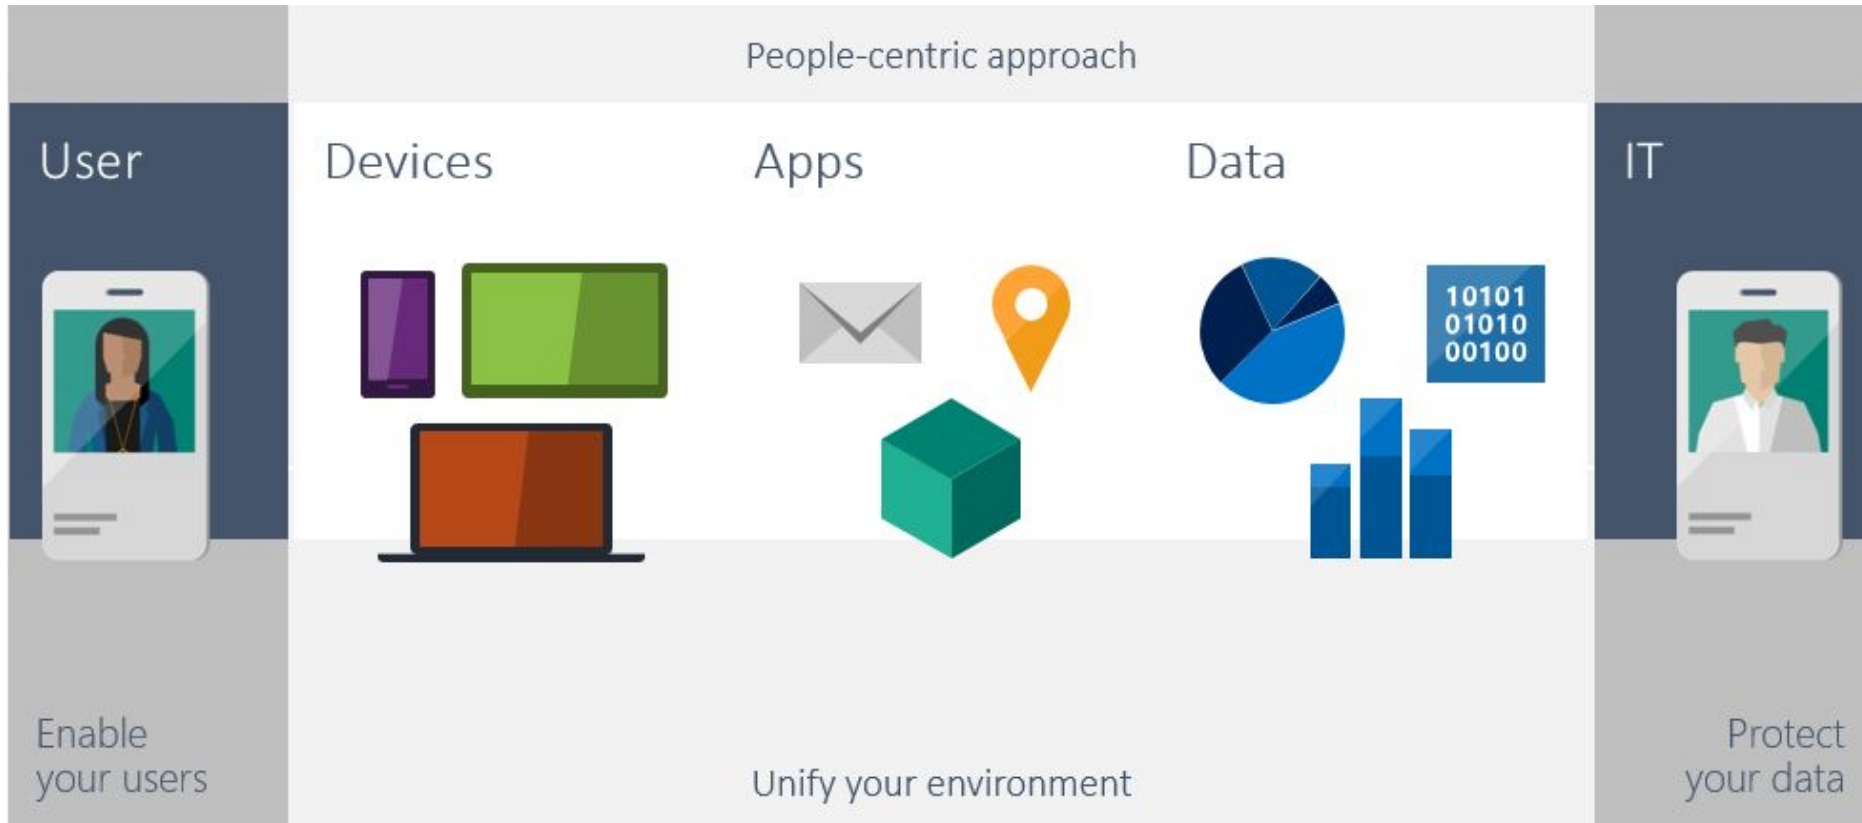 People-centric approach
User
Devices
Apps
Data
IT
10101
01010
00100
Enable
your users
Unify your environment
Protect
your data